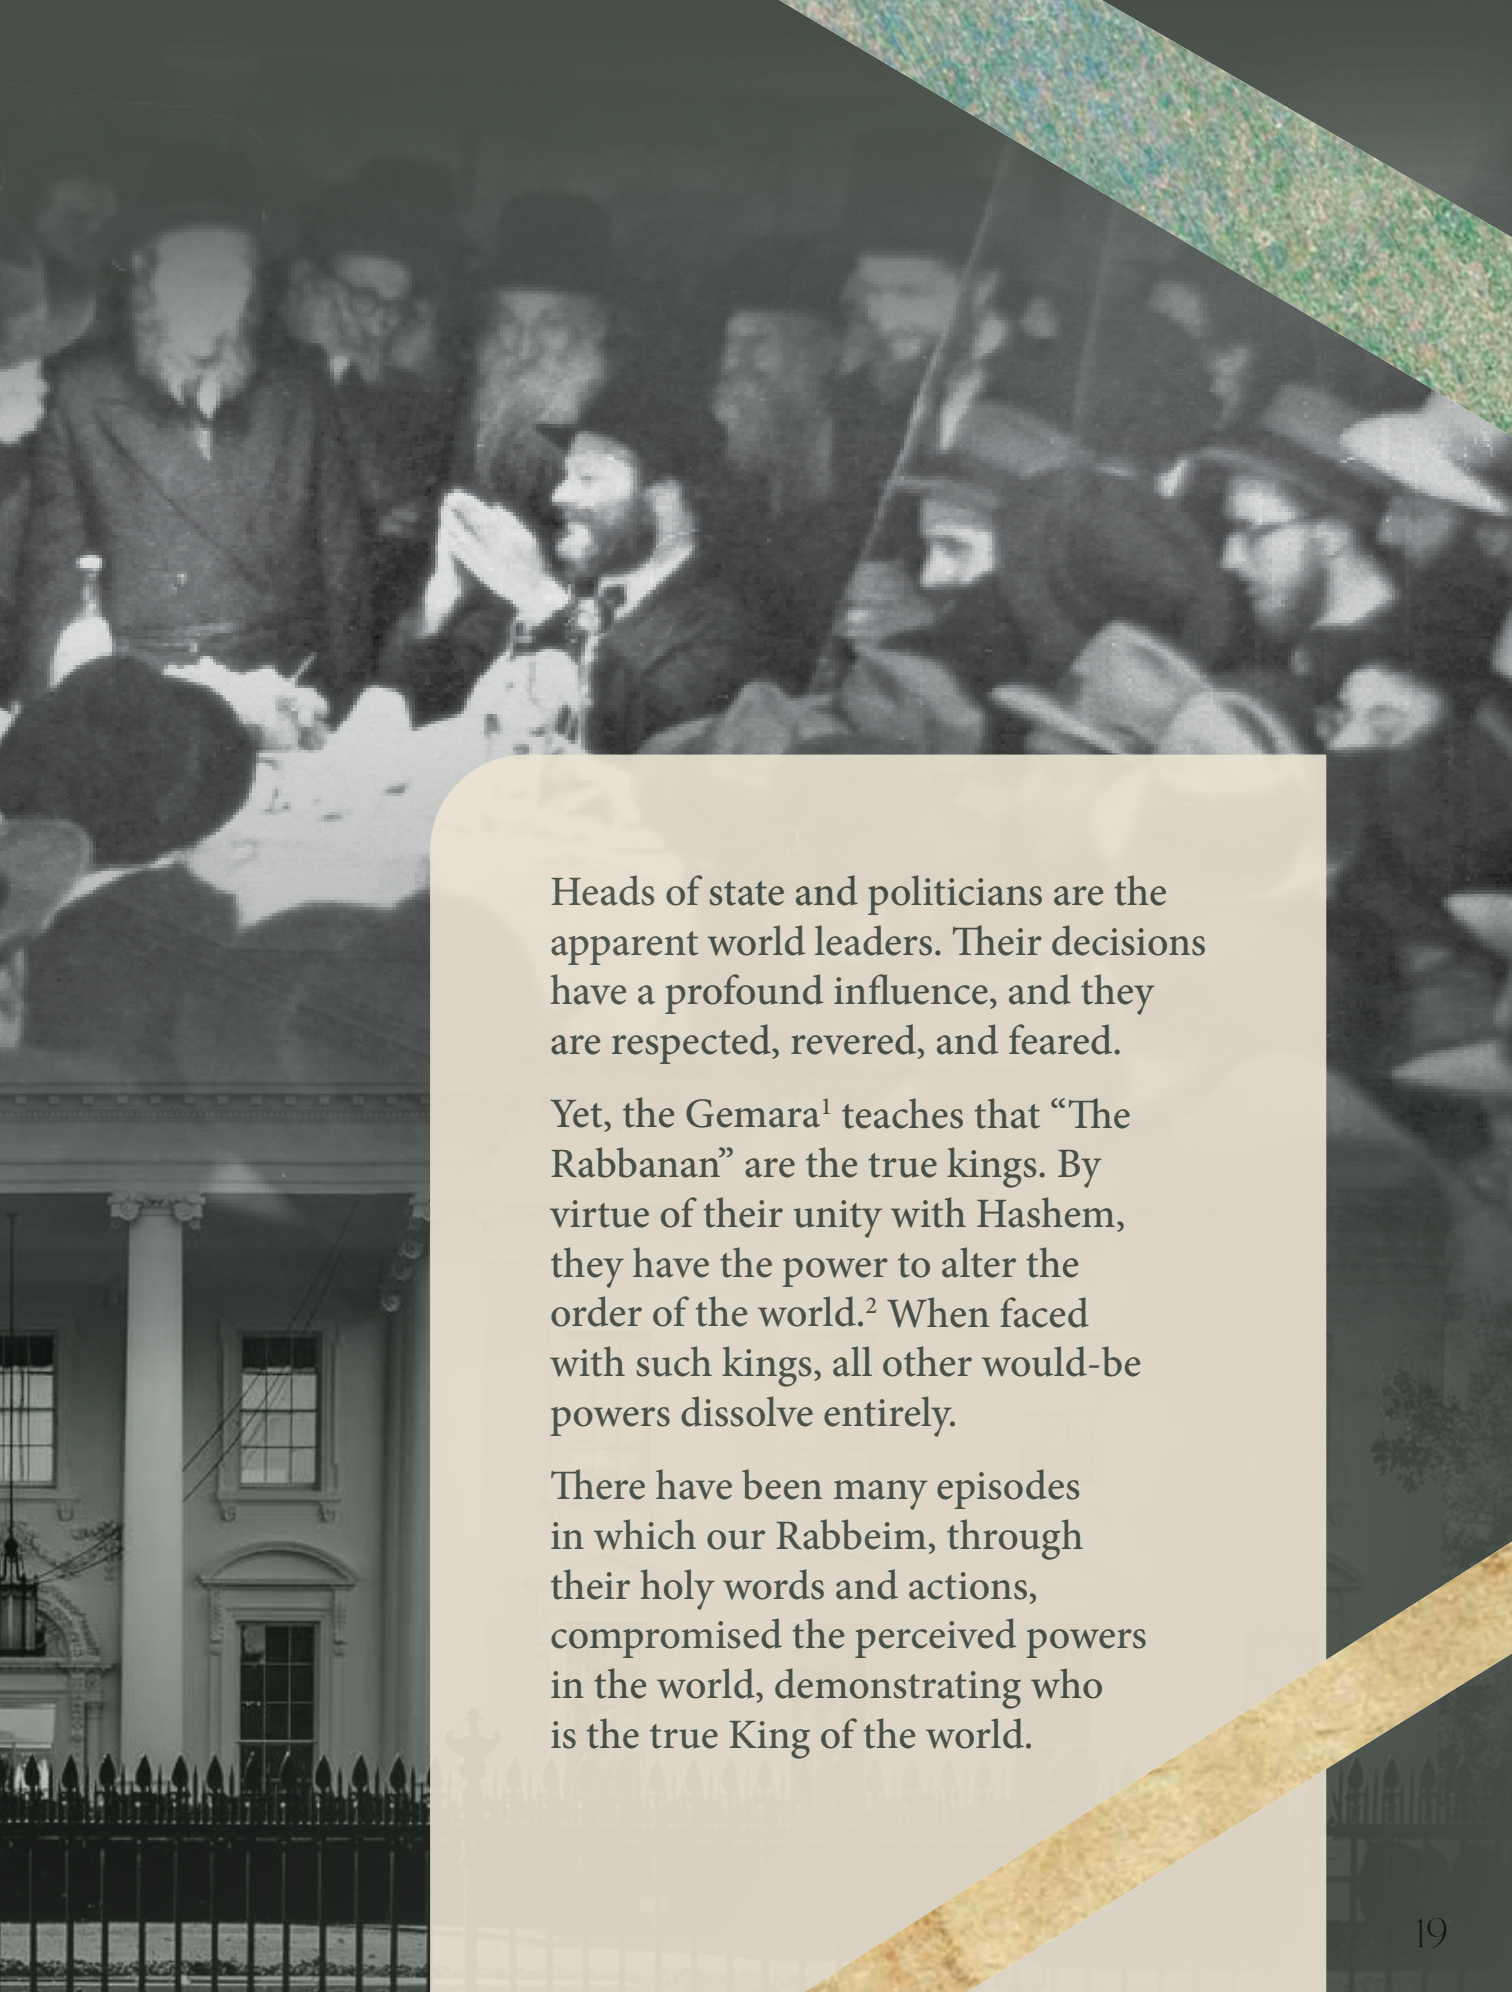 Heads of state and politicians are the
apparent world leaders. Their decisions
have a profound influence, and they
are respected, revered, and feared.
Yet, the Gemara¹ teaches that “The
Rabbanan” are the true kings. By
virtue of their unity with Hashem,
they have the power to alter the
order of the world.² When faced
with such kings, all other would-be
powers dissolve entirely.
There have been many episodes
in which our Rabbeim, through
their holy words and actions,
compromised the perceived powers
in the world, demonstrating who
is the true King of the world.
19